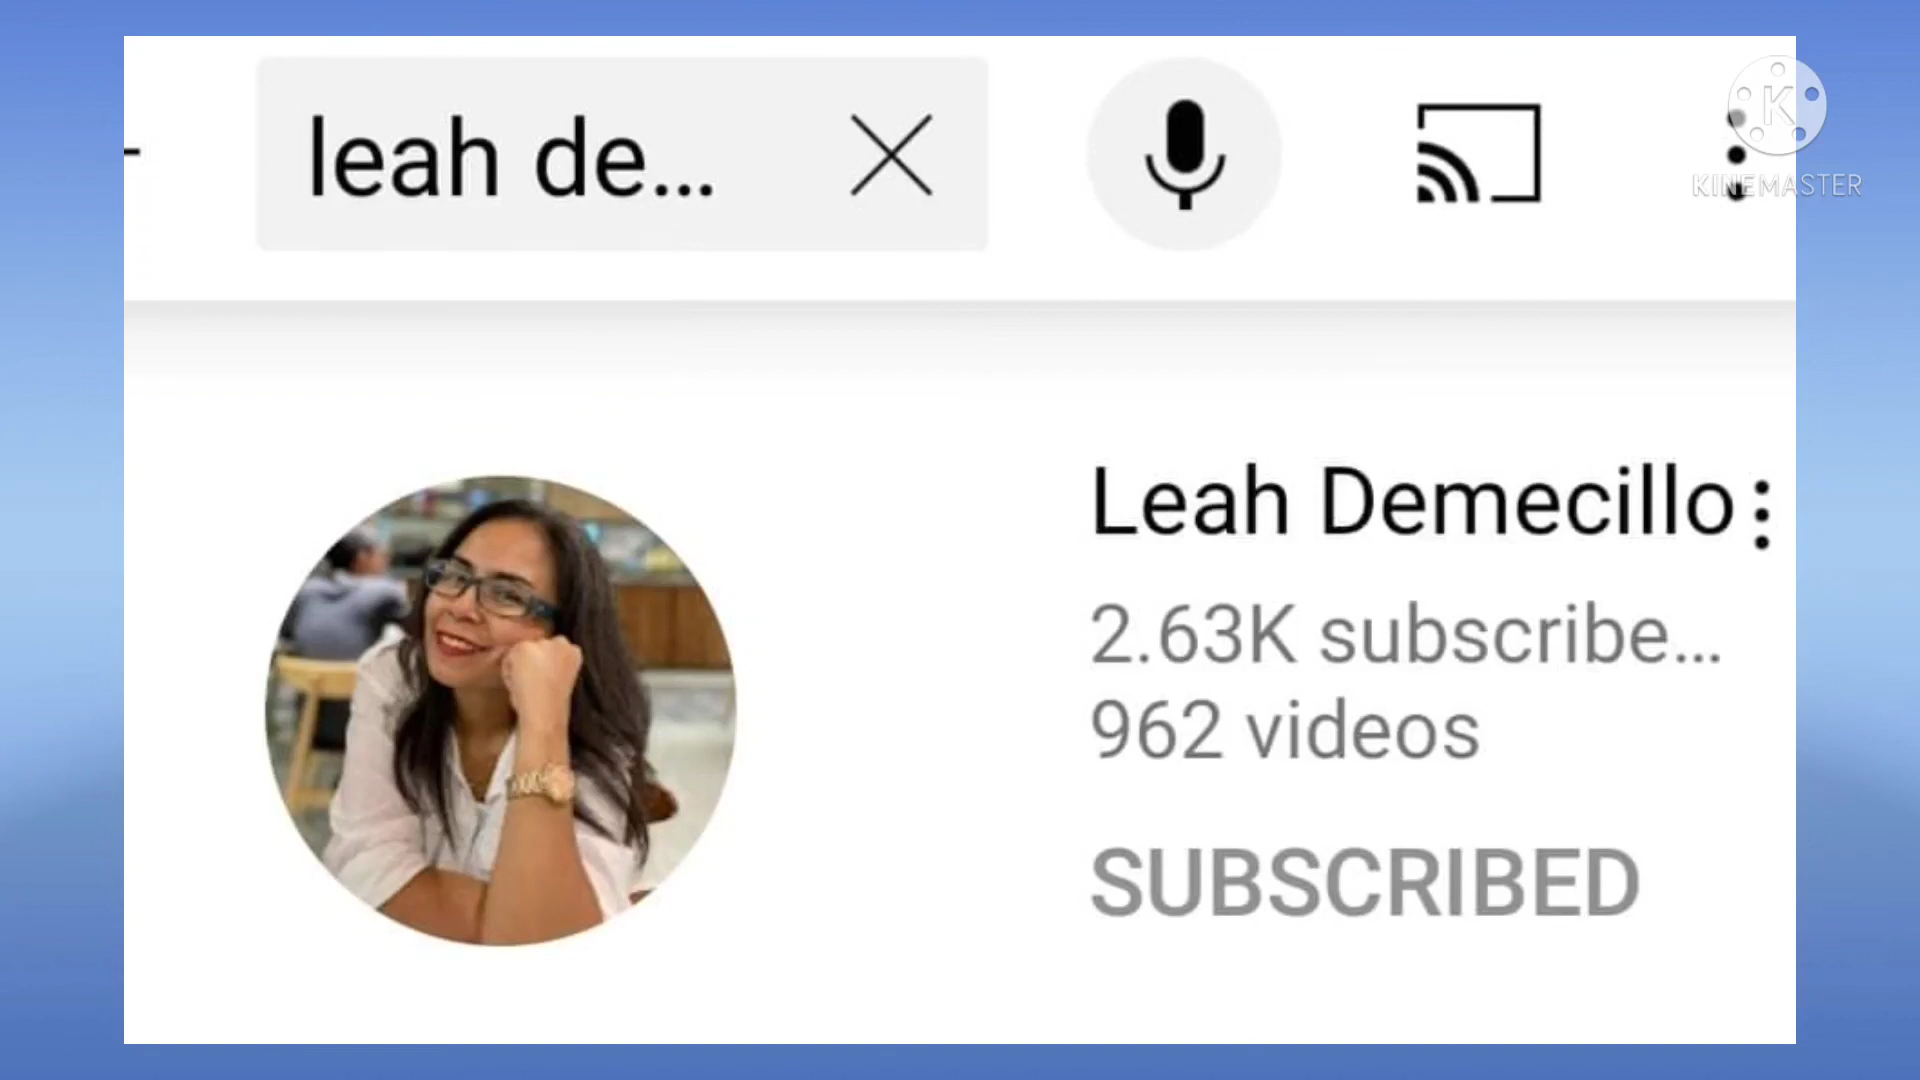 leah de...
K
KINEMASTER
Leah Demecillo
2.63K subscribe...
962 videos
SUBSCRIBED